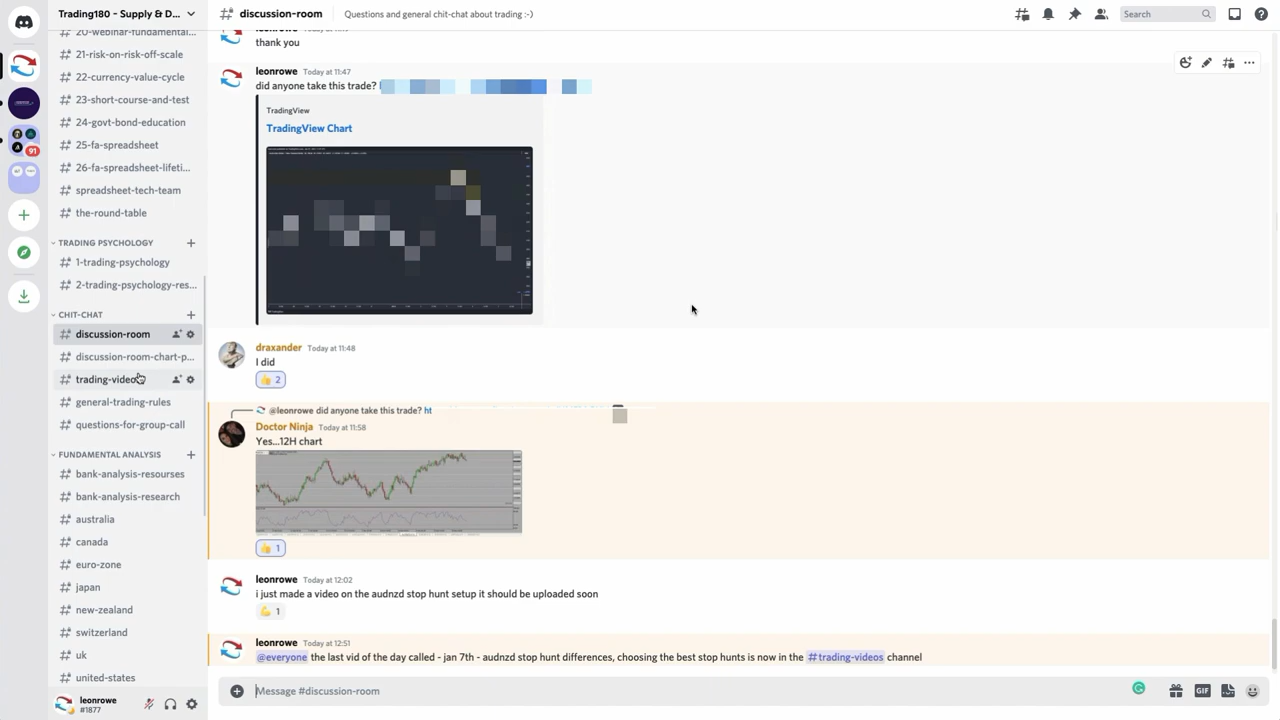 Trading180 - Supply & D...
discussion-room
Questions and general chit-chat about trading :-)
Search
20-webinar-fundamental...
21-risk-on-risk-off-scale
22-currency-value-cycle
23-short-course-and-test
24-govt-bond-education
25-fa-spreadsheet
26-fa-spreadsheet-lifeti...
spreadsheet-tech-team
the-round-table
TRADING PSYCHOLOGY
1-trading-psychology
2-trading-psychology-res...
CHIT-CHAT
discussion-room
discussion-room-chart-p...
trading-videos
general-trading-rules
questions-for-group-call
FUNDAMENTAL ANALYSIS
bank-analysis-resourses
bank-analysis-research
australia
canada
euro-zone
japan
new-zealand
switzerland
uk
united-states
91
leonrowe
#1877
thank you
leonrowe Today at 11:47
did anyone take this trade?
TradingView
TradingView Chart
draxander Today at 11:48
I did
2
@leonrowe did anyone take this trade? ht
Doctor Ninja Today at 11:58
Yes...12H chart
1
leonrowe Today at 12:02
i just made a video on the audnzd stop hunt setup it should be uploaded soon
1
leonrowe Today at 12:51
@everyone the last vid of the day called - jan 7th - audnzd stop hunt differences, choosing the best stop hunts is now in the #trading-videos channel
Message #discussion-room
GIF